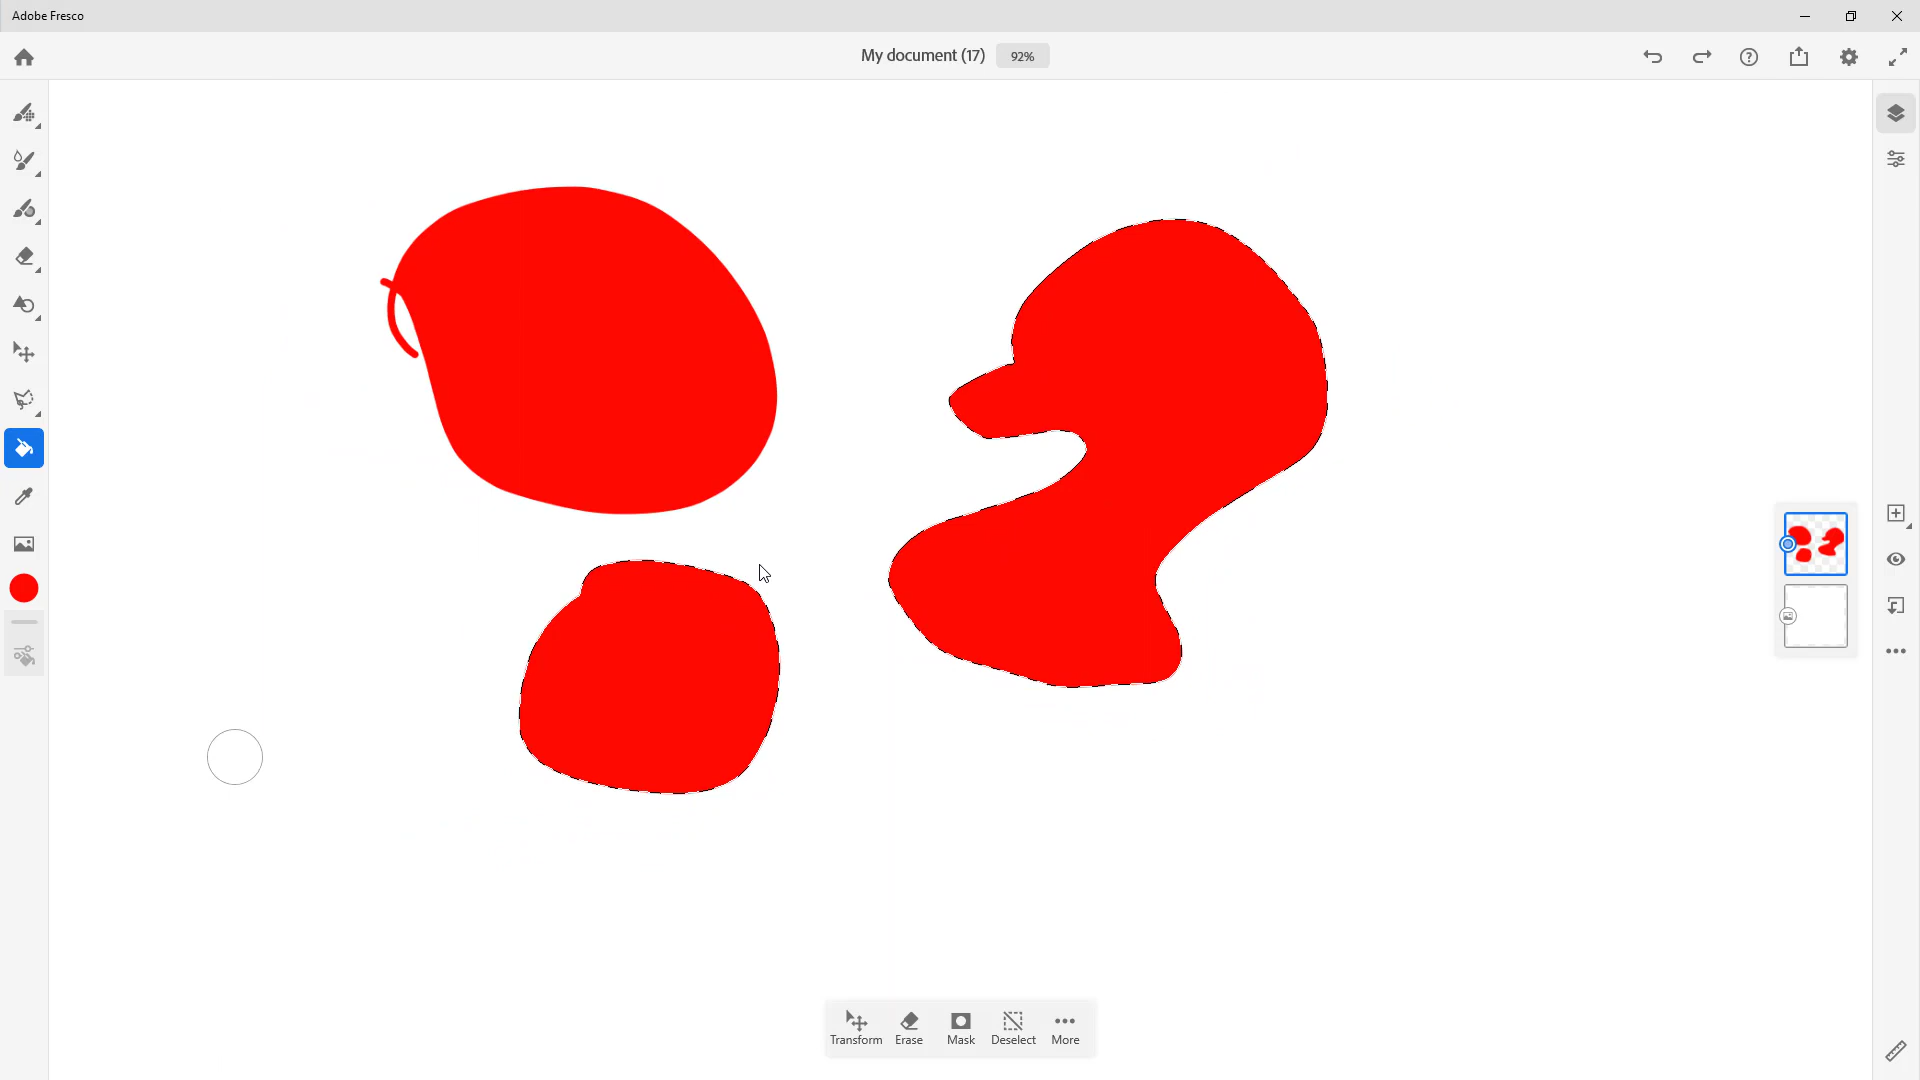 Adobe Fresco
My document (17) 92%
Transform Erase Mask Deselect More